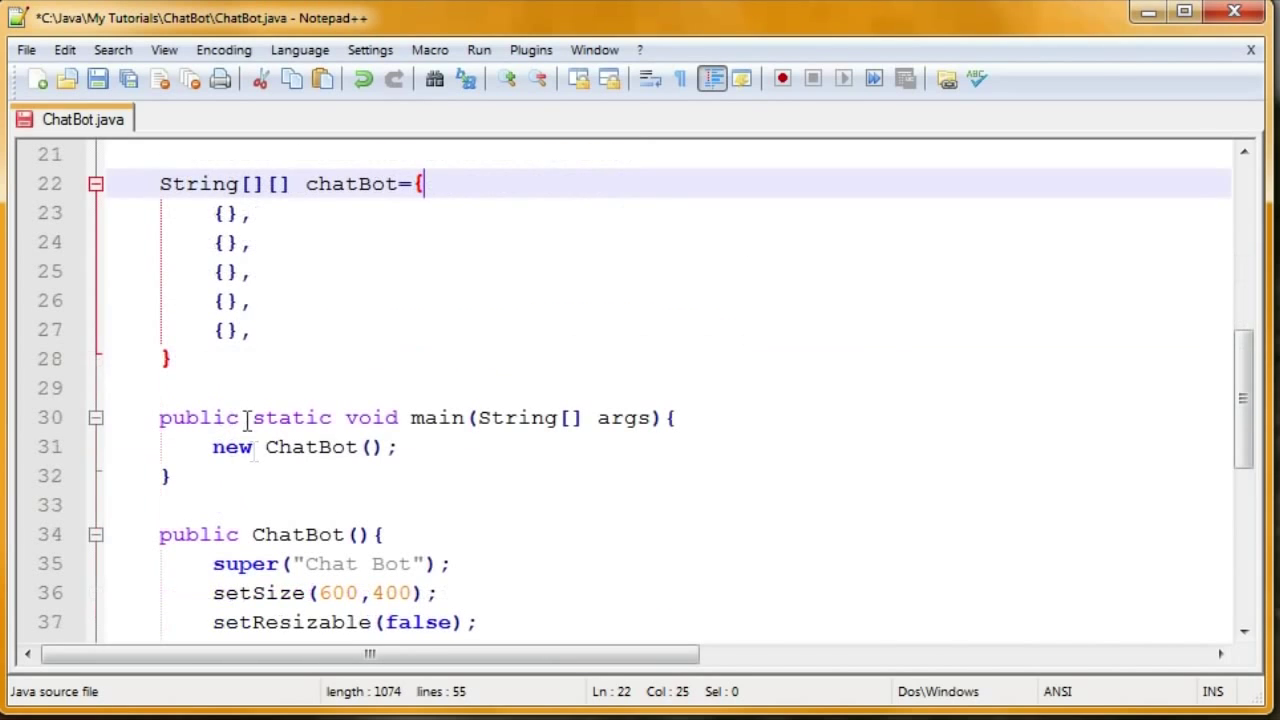 *C:\Java\My Tutorials\ChatBot\ChatBot.java - Notepad++
File Edit Search View Encoding Language Settings Macro Run Plugins Window ? X
ABC
ChatBot.java
21
22 String[][] chatBot={
23 {},
24 {},
25 {},
26 {},
27 {},
28 }
29
30 public static void main(String[] args){
31 new ChatBot();
32 }
33
34 public ChatBot(){
35 super("Chat Bot");
36 setSize(600,400);
37 setResizable(false);
Java source file length : 1074 lines : 55 Ln : 22 Col : 25 Sel : 0 Dos\Windows ANSI INS